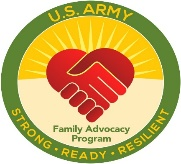 U.S. ARMY
Family Advocacy
Program
STRONG • READY • RESILIENT